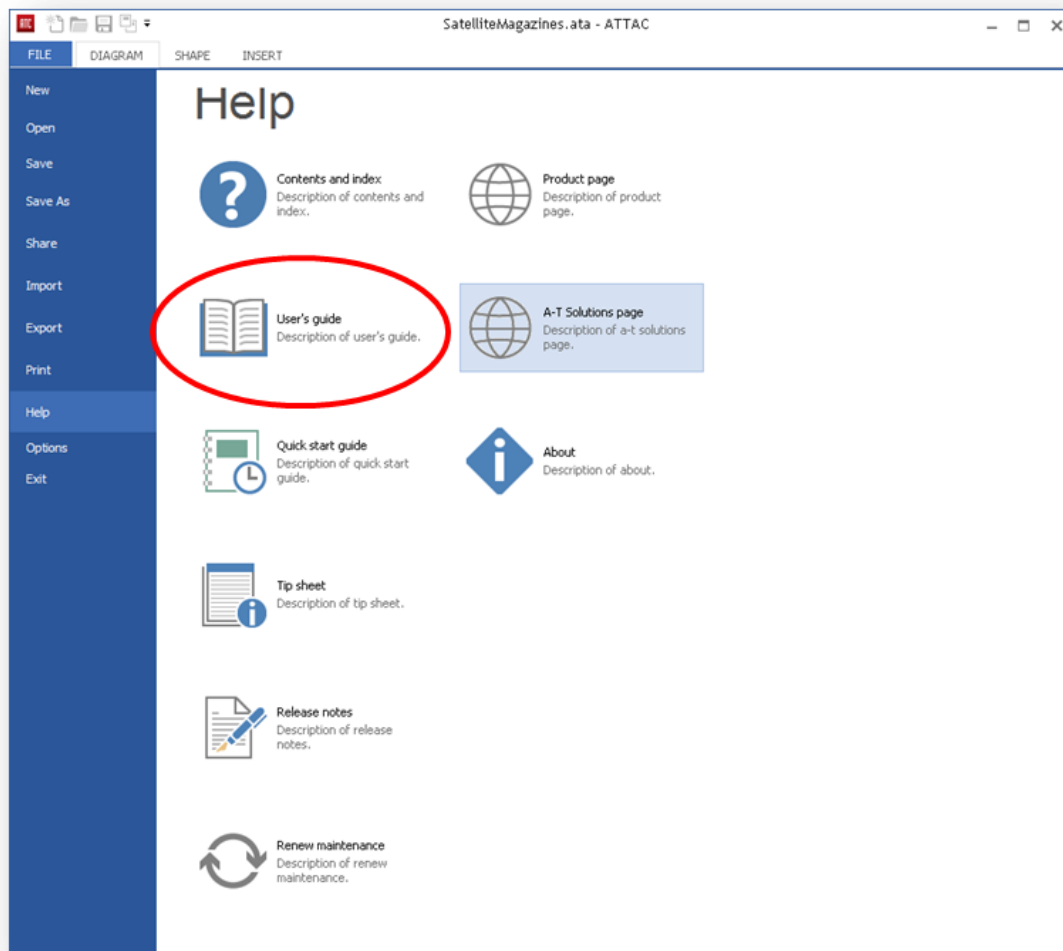 SatelliteMagazines.ata - ATTAC
FILE DIAGRAM SHAPE INSERT
New
Open
Save
Save As
Share
Import
Export
Print
Help
Options
Exit
Help
Contents and index
Description of contents and
index.
Product page
Description of product
page.
User's guide
Description of user's guide.
A-T Solutions page
Description of a-t solutions
page.
Quick start guide
Description of quick start
guide.
About
Description of about.
Tip sheet
Description of tip sheet.
Release notes
Description of release
notes.
Renew maintenance
Description of renew
maintenance.